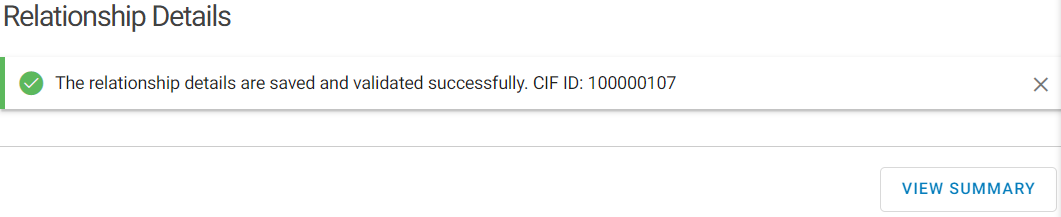 Relationship Details
The relationship details are saved and validated successfully. CIF ID: 100000107
VIEW SUMMARY